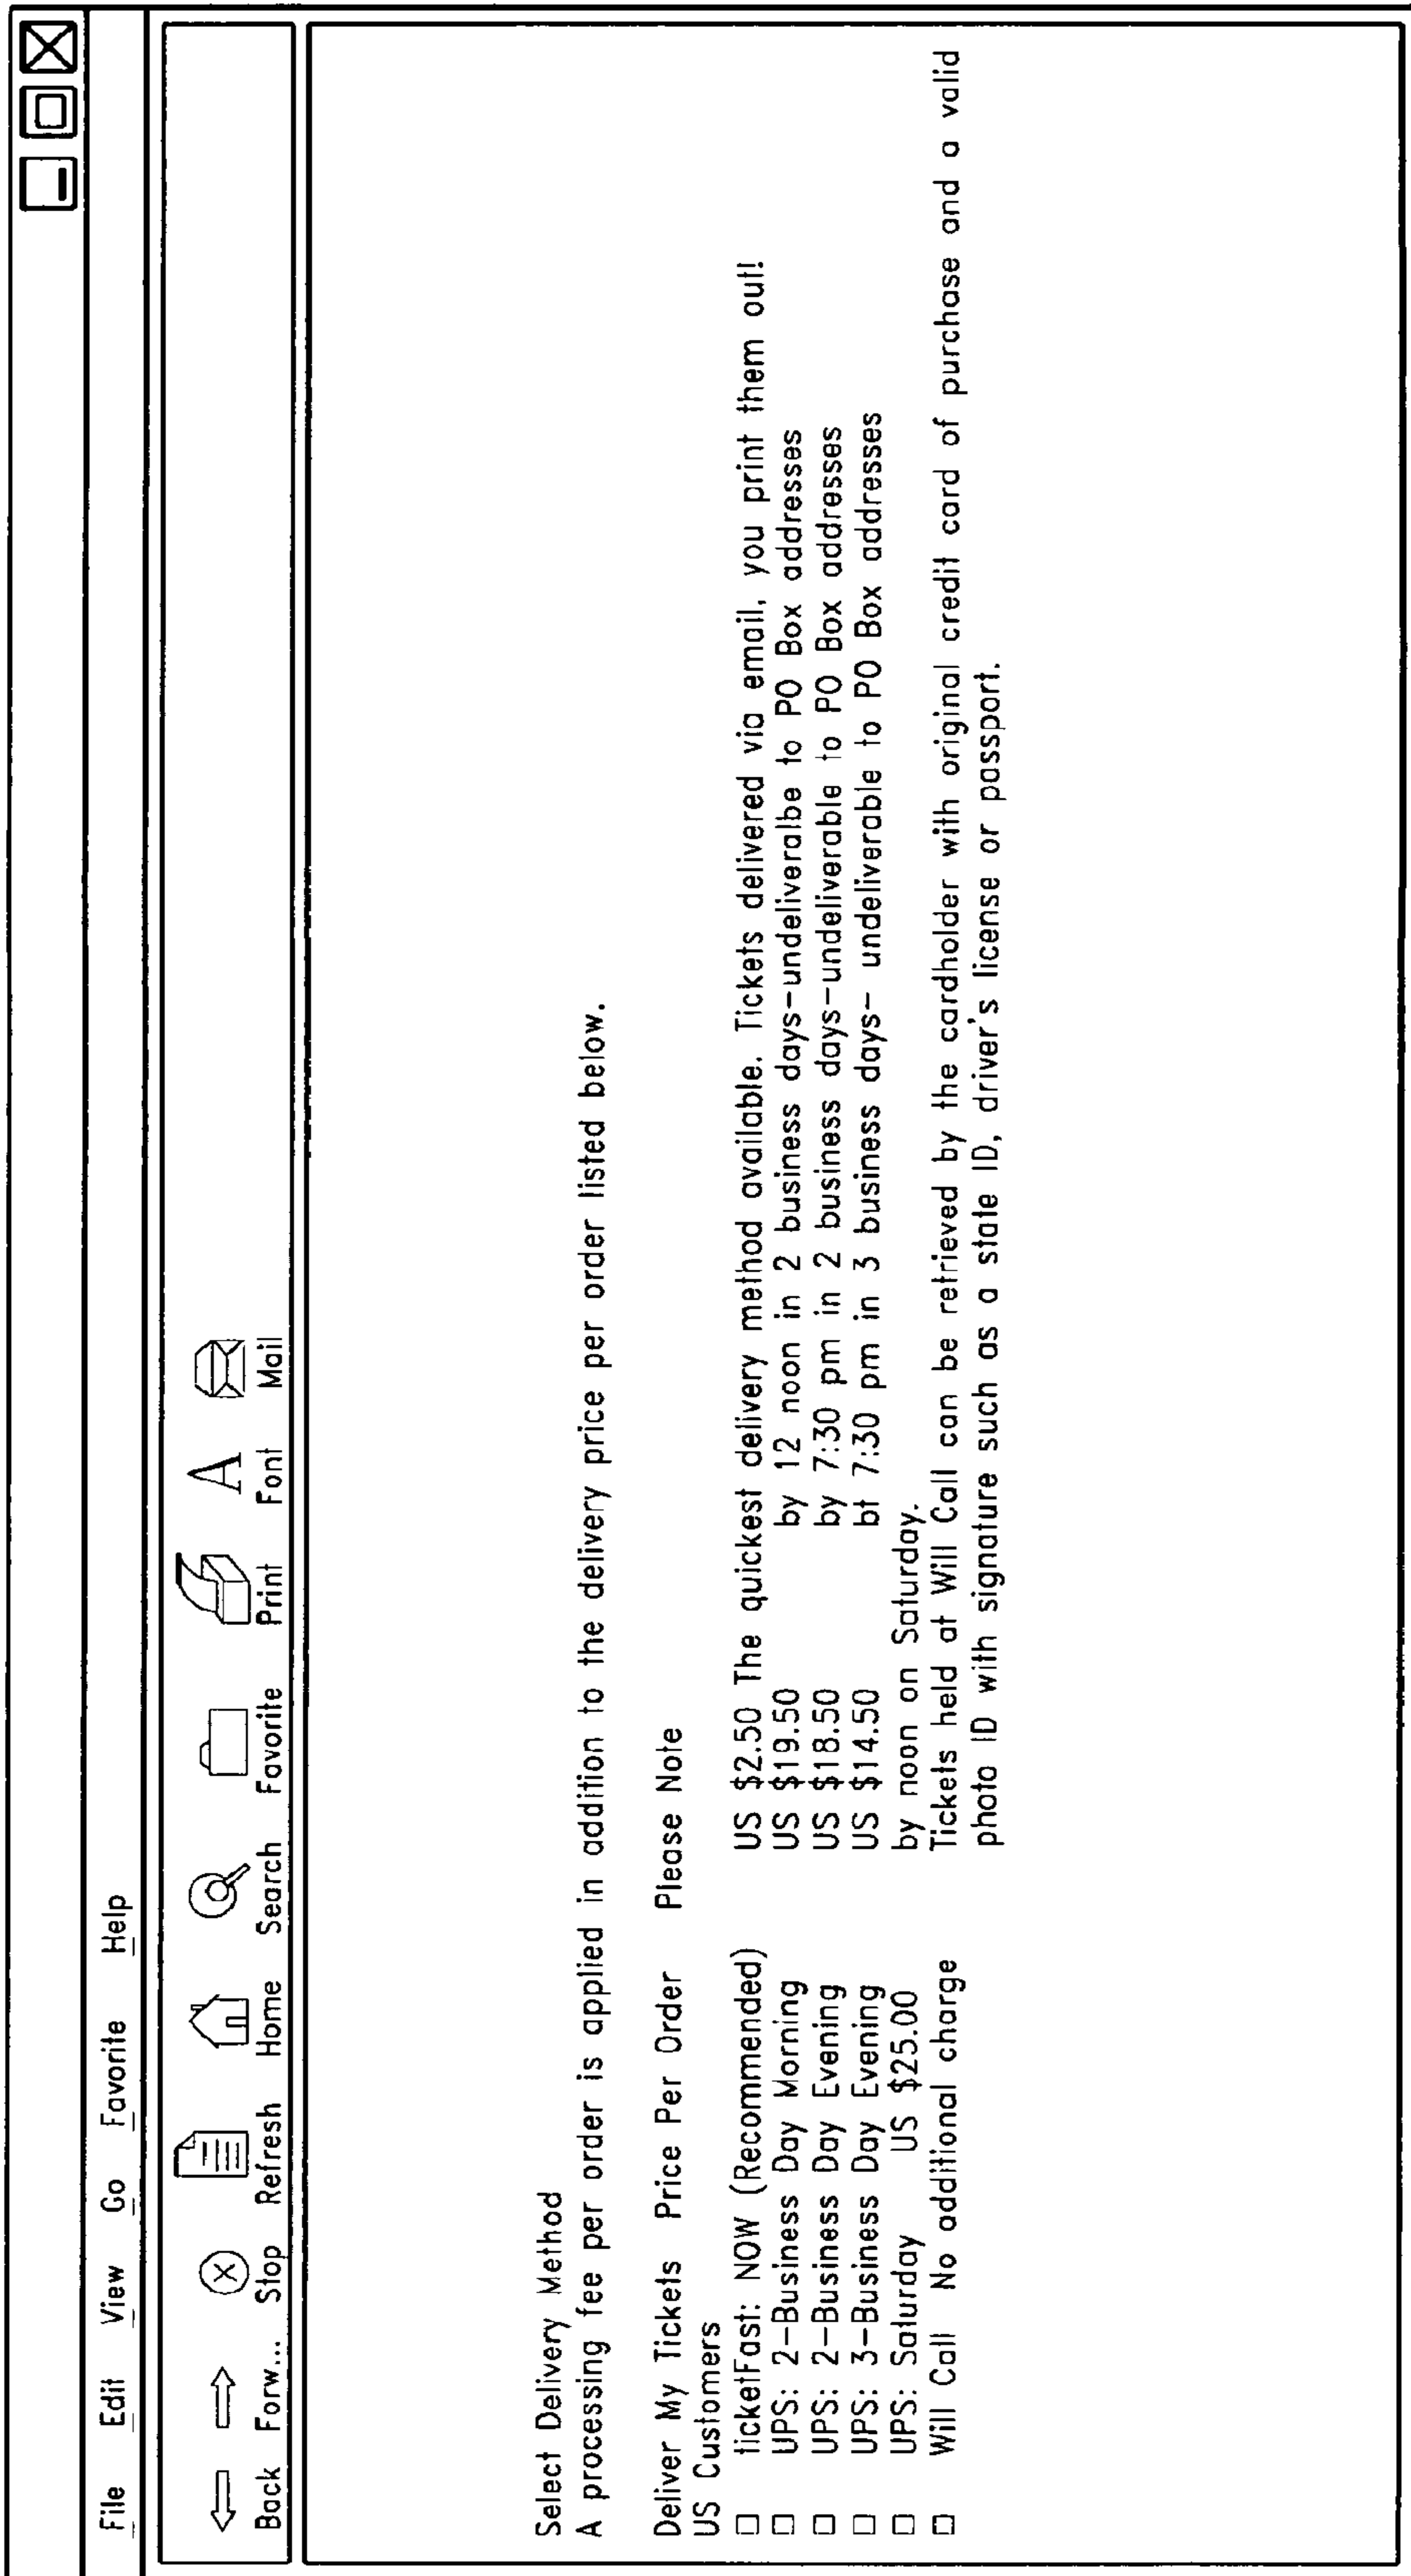 File Edit View Go Favorite Help
Back Forw... Stop Refresh Home Search Favorite Print Font Mail
Select Delivery Method
A processing fee per order is applied in addition to the delivery price per order listed below.
Deliver My Tickets Price Per Order Please Note
US Customers
ticketFast: NOW (Recommended) US $2.50 The quickest delivery method available. Tickets delivered via email, you print them out!
UPS: 2-Business Day Morning US $19.50 by 12 noon in 2 business days-undeliveralbe to PO Box addresses
UPS: 2-Business Day Evening US $18.50 by 7:30 pm in 2 business days-undeliverable to PO Box addresses
UPS: 3-Business Day Evening US $14.50 bt 7:30 pm in 3 business days- undeliverable to PO Box addresses
UPS: Saturday US $25.00 by noon on Saturday.
Will Call No additional charge Tickets held at Will Call can be retrieved by the cardholder with original credit card of purchase and a valid
photo ID with signature such as a state ID, driver's license or passport.